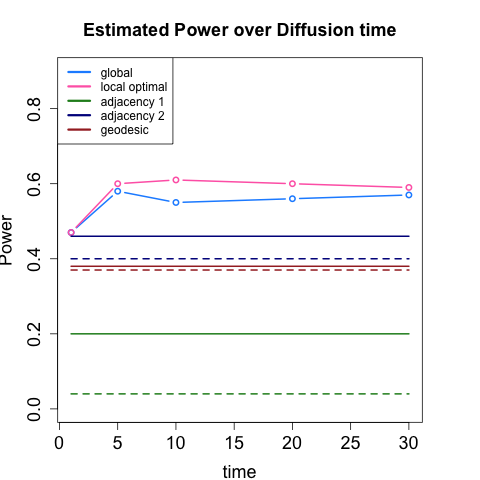 Estimated Power over Diffusion time
global
local optimal
adjacency 1
adjacency 2
geodesic
Power
0.0
0.2
0.4
0.6
0.8
0
5
10
15
20
25
30
time